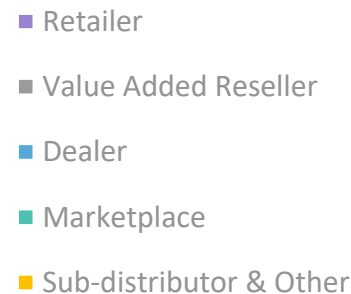 Retailer
Value Added Reseller
Dealer
Marketplace
Sub-distributor & Other